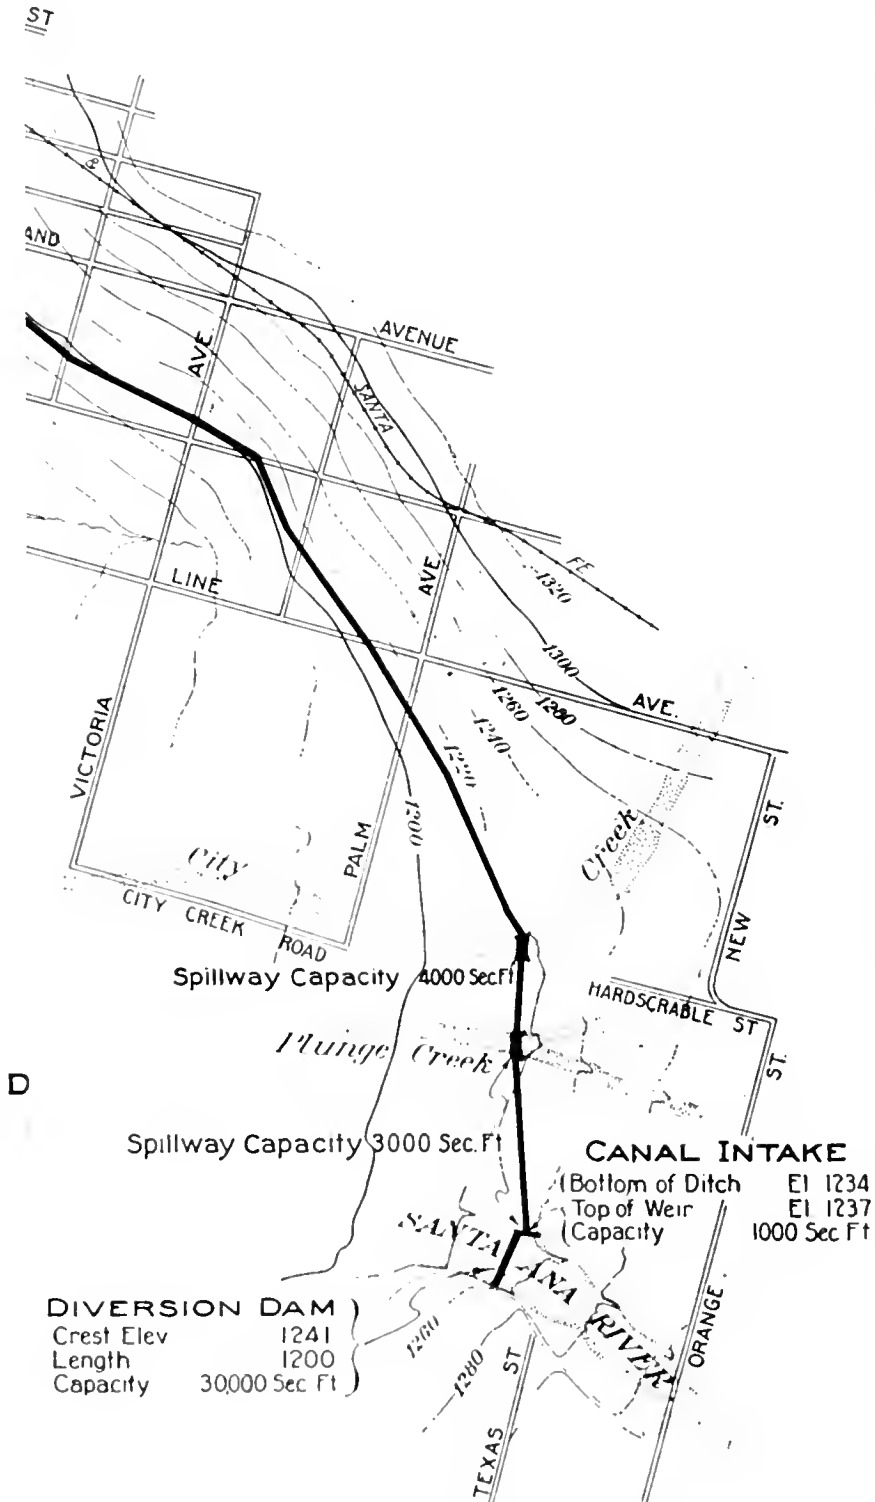 ST
&
AND
AVE.
AVENUE
SANTA
FE
AVE.
1320
LINE
1300
1260
1280
AVE.
1240
1220
VICTORIA
1200
PALM
ST.
Creek
City
CITY CREEK ROAD
NEW
Spillway Capacity 4000 Sec Ft
HARDSCRABLE ST
Plunge Creek
ST.
D
Spillway Capacity 3000 Sec. Ft
CANAL INTAKE
Bottom of Ditch El 1234
Top of Weir El 1237
Capacity 1000 Sec Ft
SANTA ANA RIVER
DIVERSION DAM
Crest Elev 1241
Length 1200
Capacity 30,000 Sec Ft
1260
1280
ST
TEXAS
ORANGE